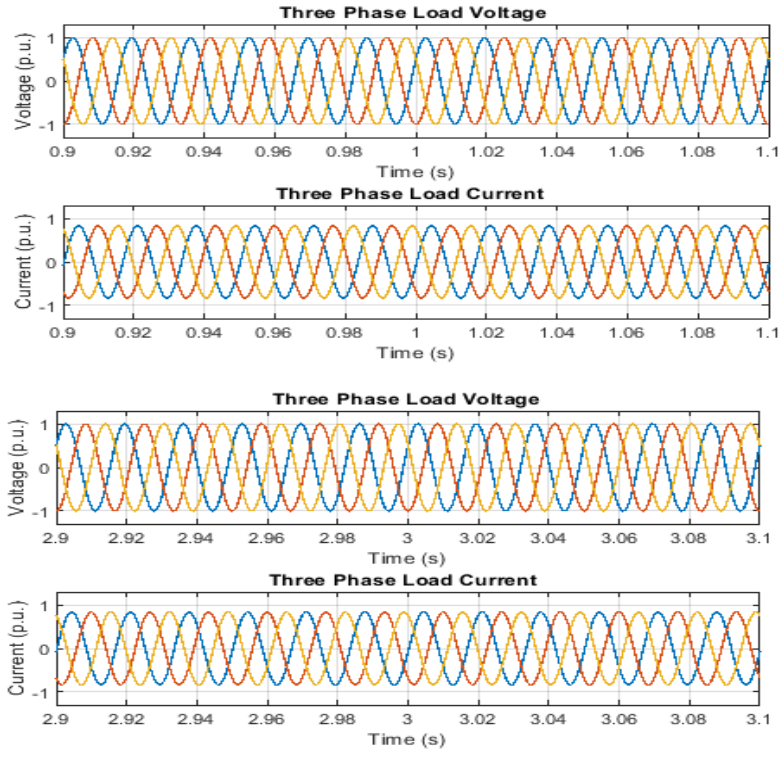 Three Phase Load Voltage
Voltage (p.u.)
1
0
-1
0.9 0.92 0.94 0.96 0.98 1 1.02 1.04 1.06 1.08 1.1
Time (s)
Three Phase Load Current
Current (p.u.)
1
0
-1
0.9 0.92 0.94 0.96 0.98 1 1.02 1.04 1.06 1.08 1.1
Time (s)
Three Phase Load Voltage
Voltage (p.u.)
1
0
-1
2.9 2.92 2.94 2.96 2.98 3 3.02 3.04 3.06 3.08 3.1
Time (s)
Three Phase Load Current
Current (p.u.)
1
0
-1
2.9 2.92 2.94 2.96 2.98 3 3.02 3.04 3.06 3.08 3.1
Time (s)